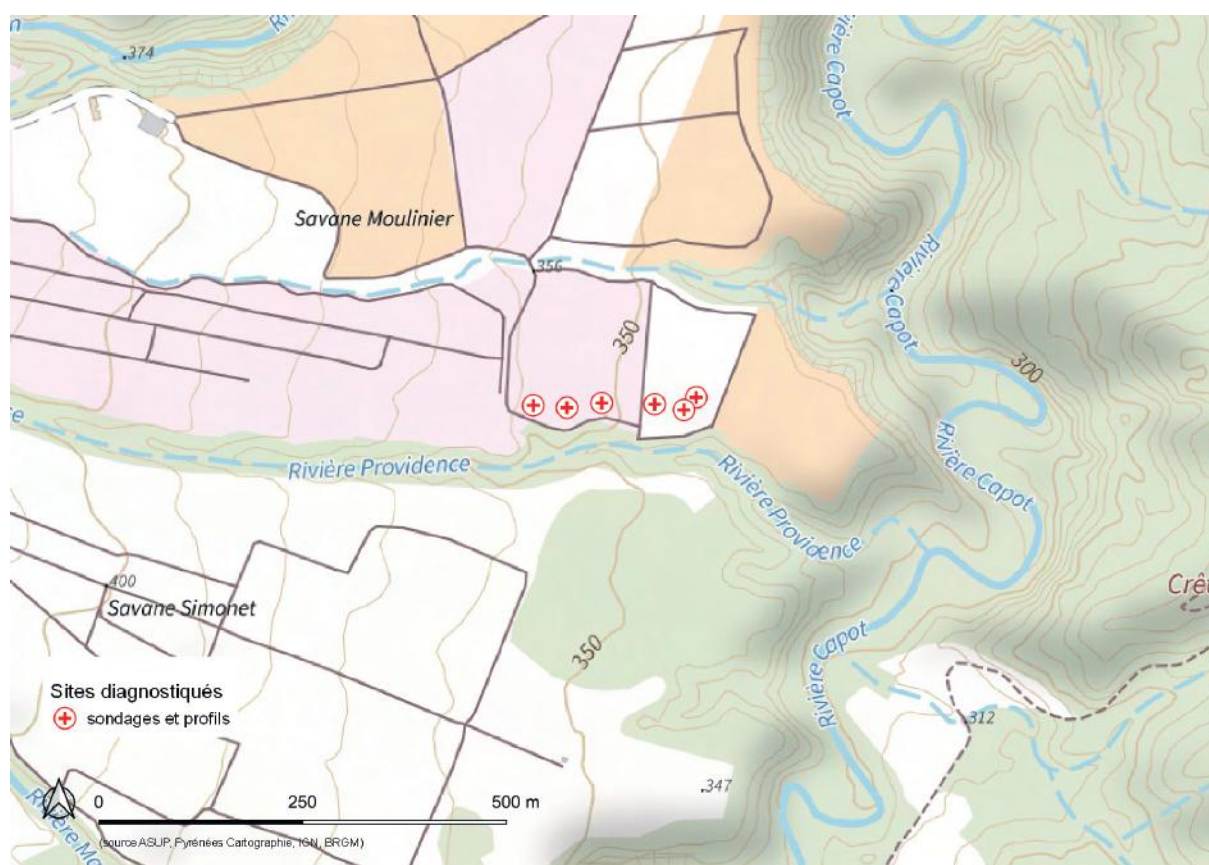 374
Rivière Capot
Savane Moulinier
356
Rivière Capot
350
300
Rivière Capot
Rivière Providence
Rivière Providence
400
Savane Simonet
Crêt
350
Rivière Capot
Sites diagnostiqués
sondages et profils
312
347
0 250 500 m
(source ASUP, Pyrénées Cartographie, IGN, BRGM)